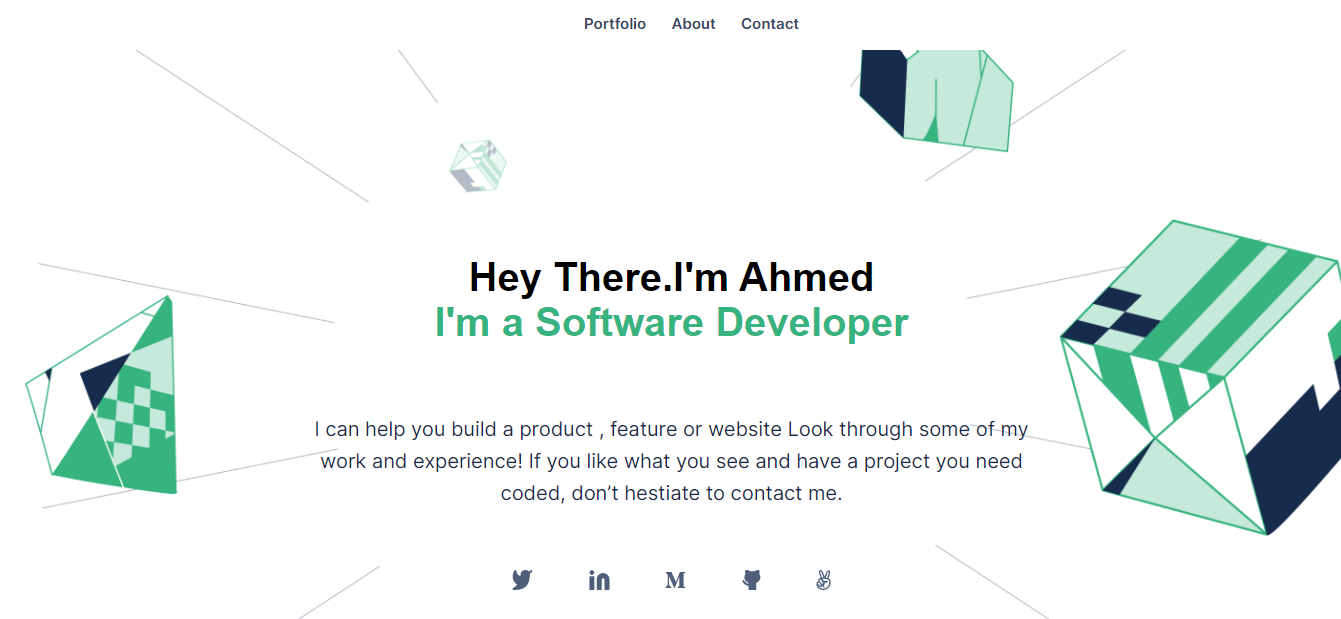 Portfolio About Contact
Hey There.I'm Ahmed
I'm a Software Developer
I can help you build a product , feature or website Look through some of my
work and experience! If you like what you see and have a project you need
coded, don’t hestiate to contact me.